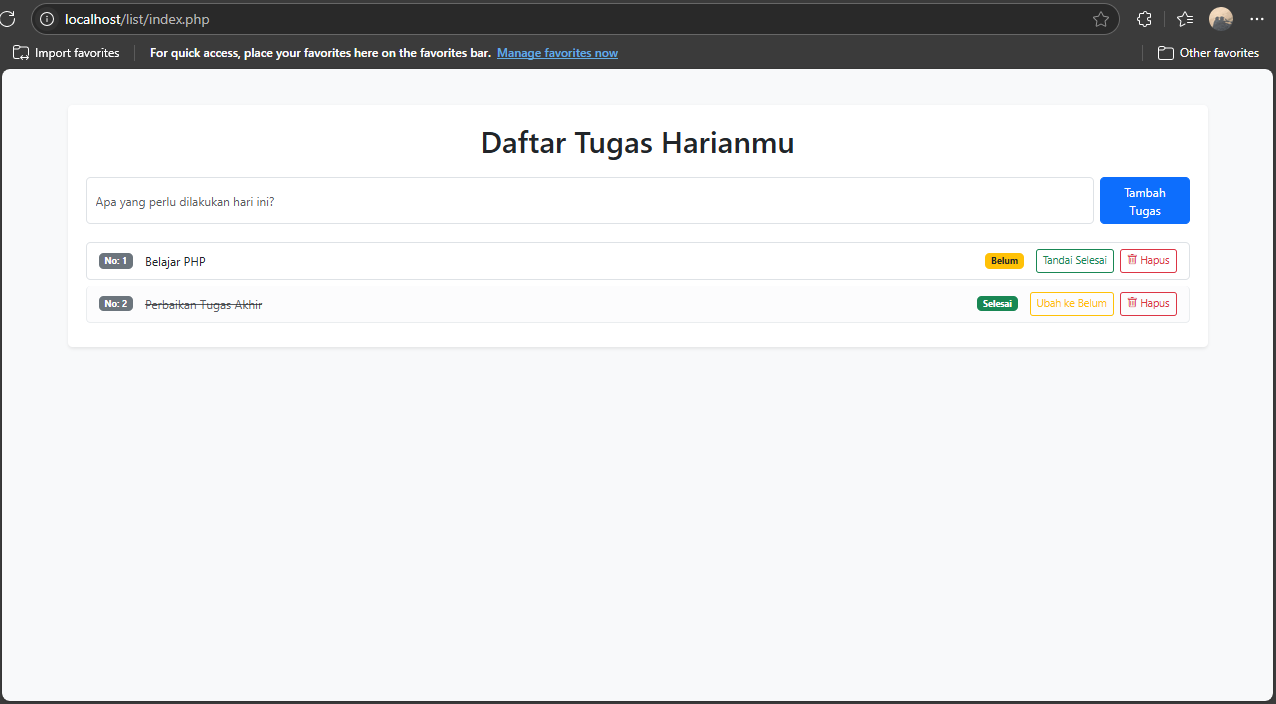 localhost/list/index.php
Import favorites For quick access, place your favorites here on the favorites bar. Manage favorites now Other favorites
Daftar Tugas Harianmu
Apa yang perlu dilakukan hari ini?
Tambah
Tugas
No: 1 Belajar PHP Belum Tandai Selesai Hapus
No: 2 Perbaikan Tugas Akhir Selesai Ubah ke Belum Hapus